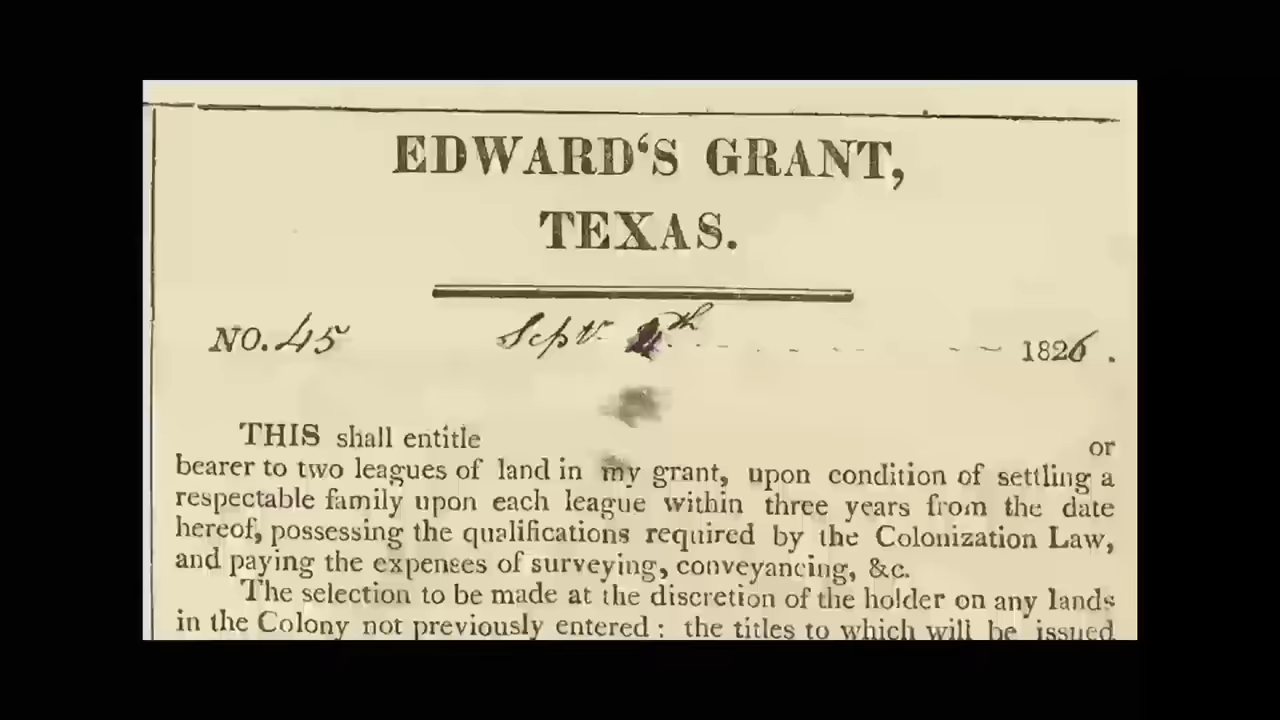 EDWARD‘S GRANT,
TEXAS.
NO. 45 Septr th 1826.
THIS shall entitle or
bearer to two leagues of land in my grant, upon condition of settling a
respectable family upon each league within three years from the date
hereof, possessing the qualifications required by the Colonization Law,
and paying the expenses of surveying, conveyancing, &c.
The selection to be made at the discretion of the holder on any lands
in the Colony not previously entered: the titles to which will be issued